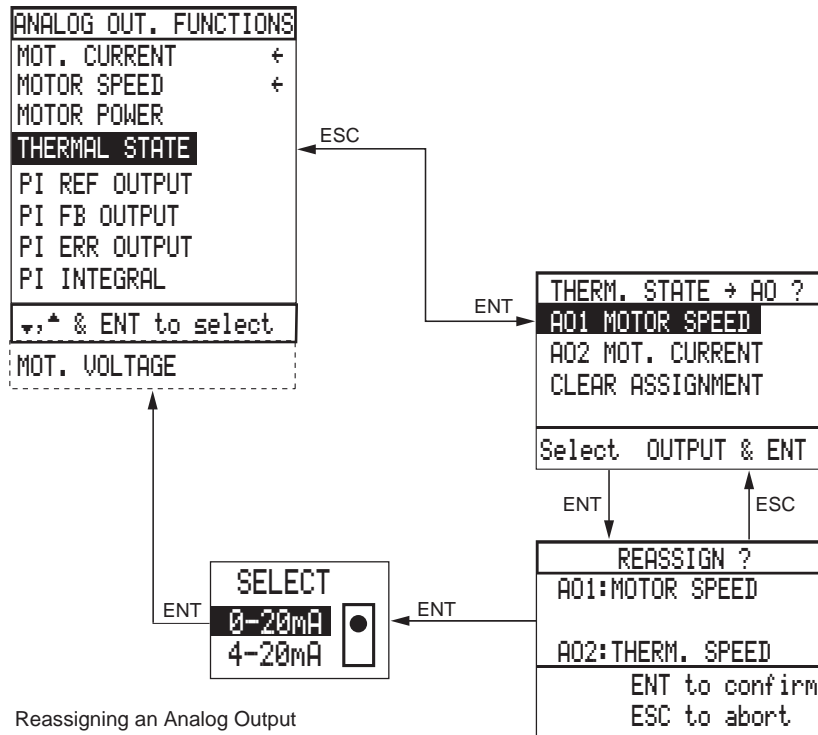 ANALOG OUT. FUNCTIONS
MOT. CURRENT ←
MOTOR SPEED ←
MOTOR POWER
THERMAL STATE
PI REF OUTPUT
PI FB OUTPUT
PI ERR OUTPUT
PI INTEGRAL
▼,▲ & ENT to select
MOT. VOLTAGE
ESC
ENT
THERM. STATE → AO ?
AO1 MOTOR SPEED
AO2 MOT. CURRENT
CLEAR ASSIGNMENT
Select OUTPUT & ENT
ENT
ESC
REASSIGN ?
AO1:MOTOR SPEED
AO2:THERM. SPEED
ENT to confirm
ESC to abort
ENT
SELECT
0-20mA
4-20mA
ENT
Reassigning an Analog Output